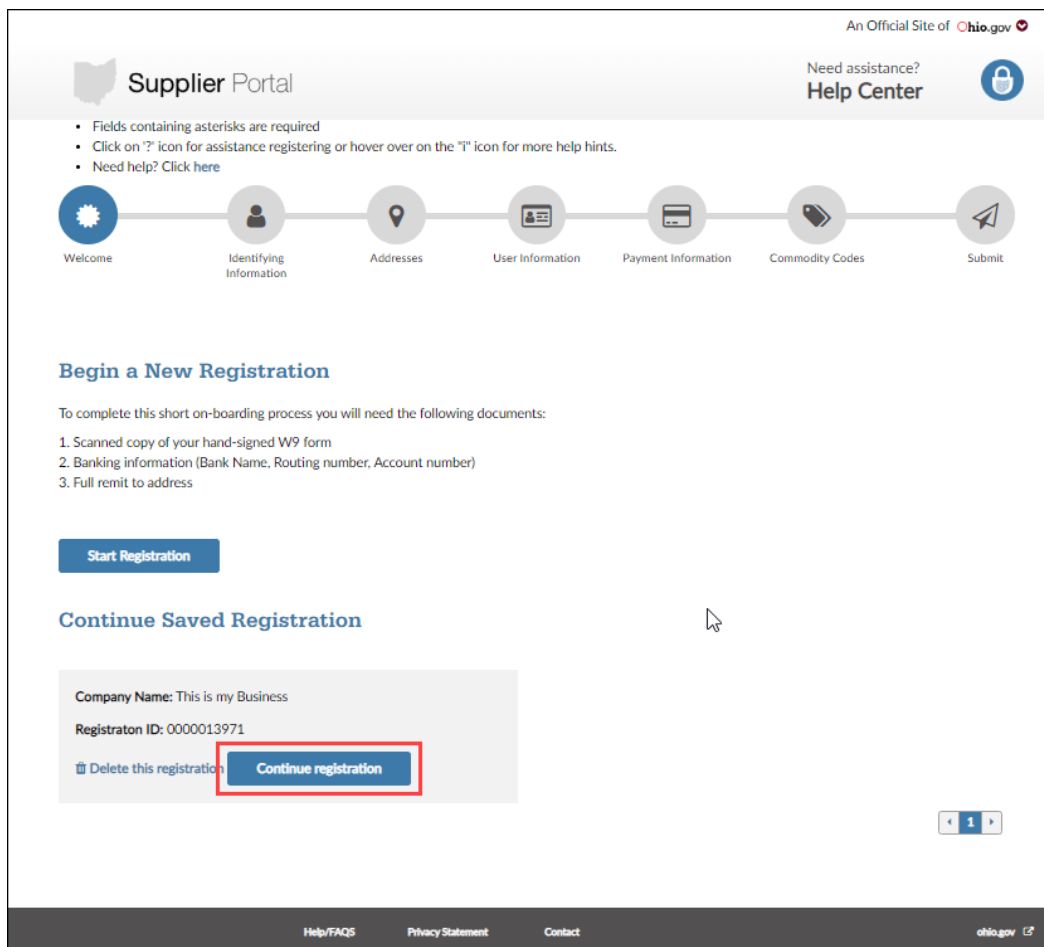 An Official Site of Ohio.gov
Supplier Portal
Need assistance?
Help Center
• Fields containing asterisks are required
• Click on '?' icon for assistance registering or hover over on the "i" icon for more help hints.
• Need help? Click here
Welcome
Identifying
Information
Addresses
User Information
Payment Information
Commodity Codes
Submit
Begin a New Registration
To complete this short on-boarding process you will need the following documents:
1. Scanned copy of your hand-signed W9 form
2. Banking information (Bank Name, Routing number, Account number)
3. Full remit to address
Start Registration
Continue Saved Registration
Company Name: This is my Business
Registraton ID: 0000013971
Delete this registration
Continue registration
1
Help/FAQS
Privacy Statement
Contact
ohio.gov